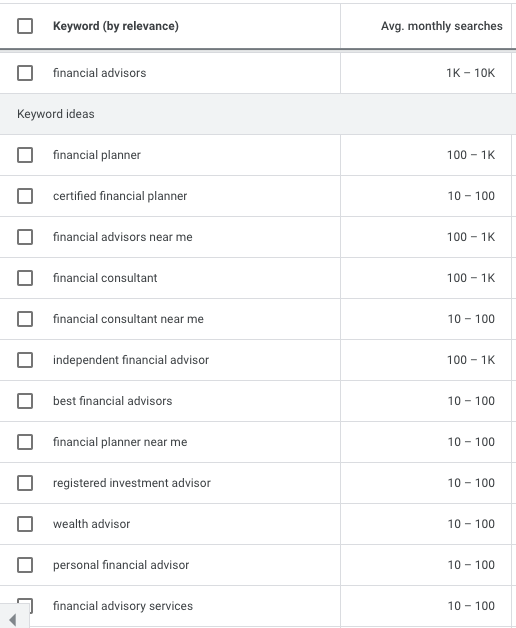 Keyword (by relevance) Avg. monthly searches
financial advisors 1K – 10K
Keyword ideas
financial planner 100 – 1K
certified financial planner 10 – 100
financial advisors near me 100 – 1K
financial consultant 100 – 1K
financial consultant near me 10 – 100
independent financial advisor 100 – 1K
best financial advisors 10 – 100
financial planner near me 10 – 100
registered investment advisor 10 – 100
wealth advisor 10 – 100
personal financial advisor 10 – 100
financial advisory services 10 – 100